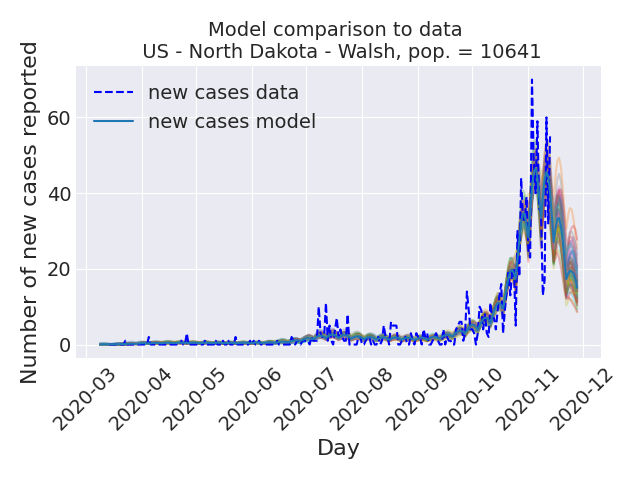 Model comparison to data
US - North Dakota - Walsh, pop. = 10641
Number of new cases reported
60
40
20
0
new cases data
new cases model
2020-03
2020-04
2020-05
2020-06
2020-07
2020-08
2020-09
2020-10
2020-11
2020-12
Day